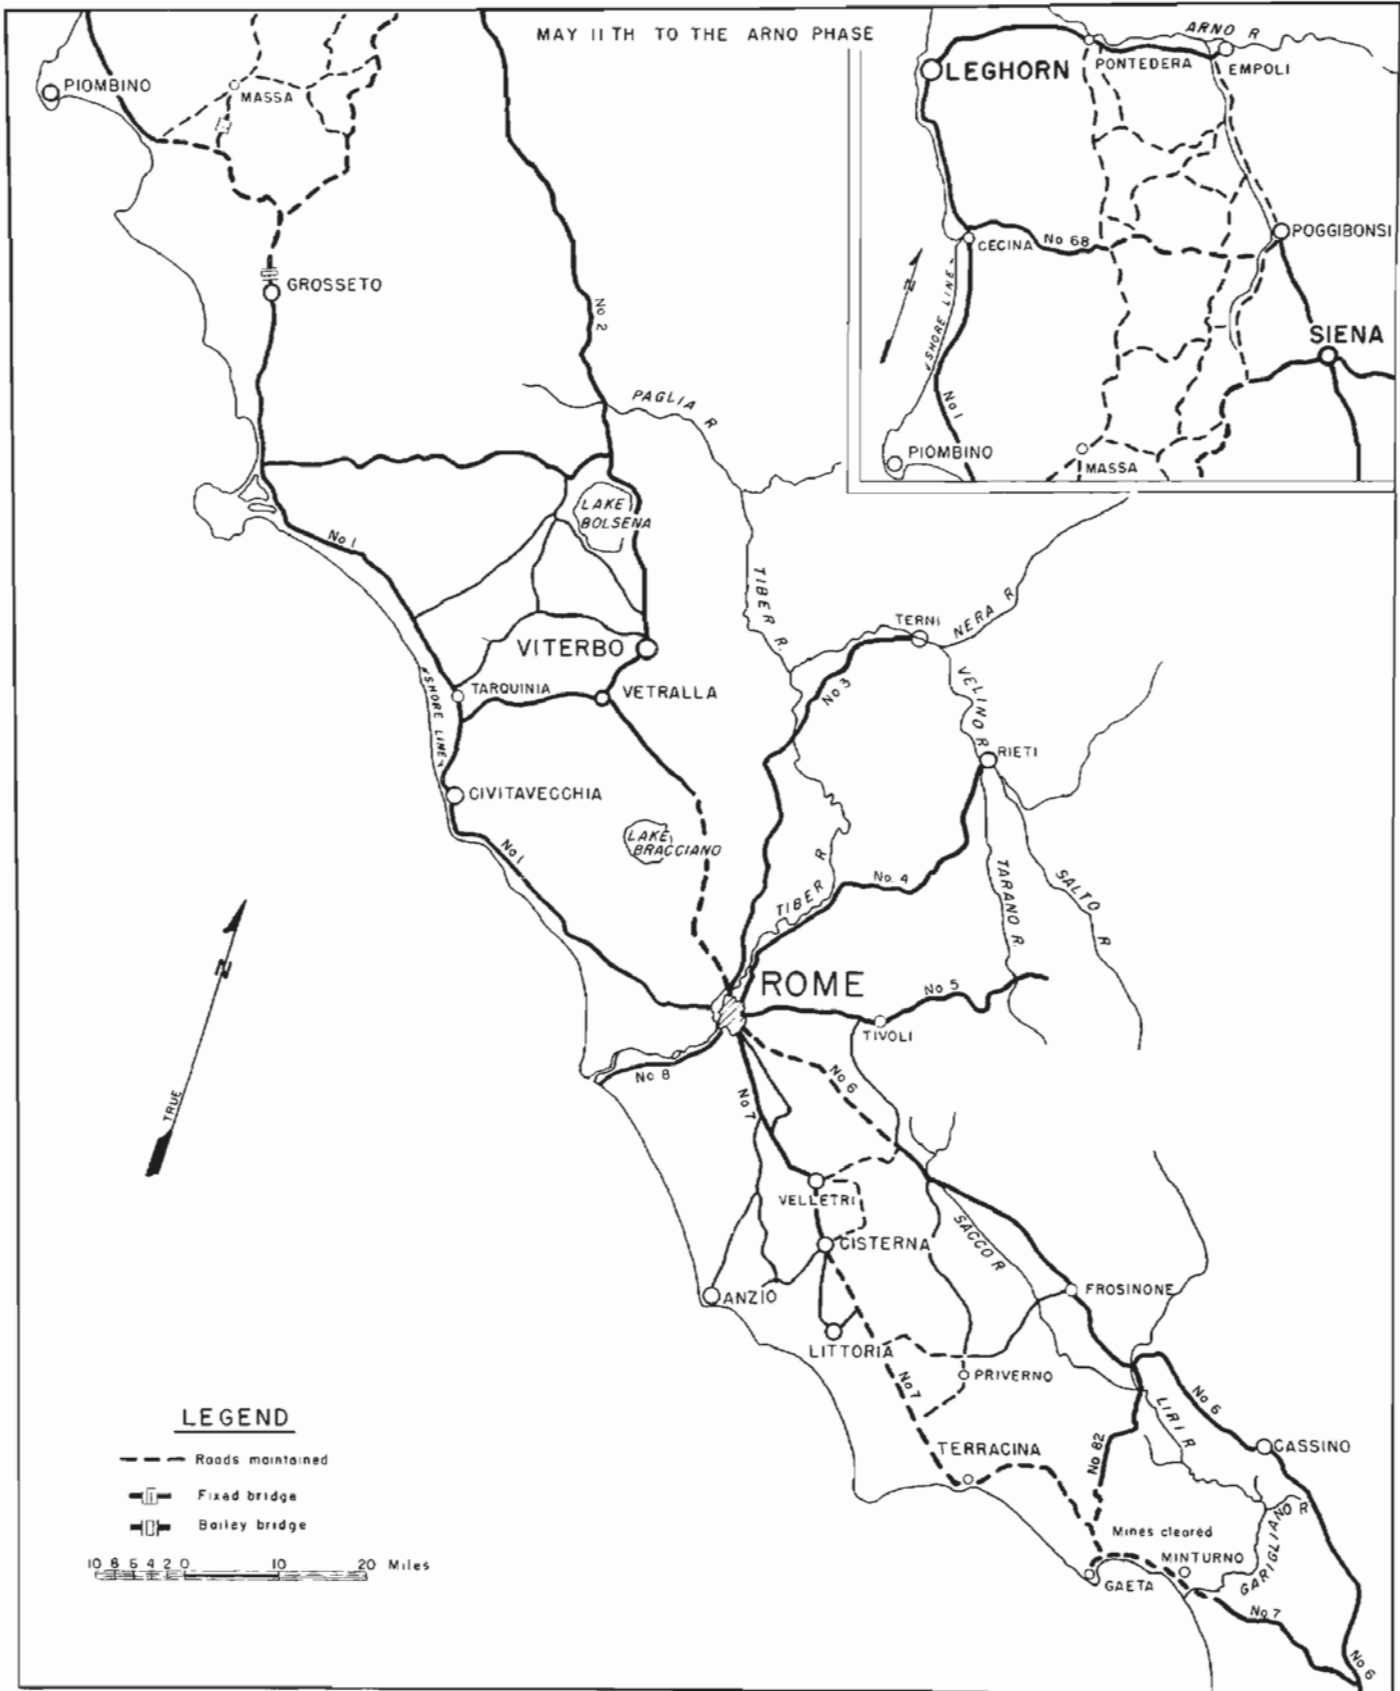 MAY 11TH TO THE ARNO PHASE
PIOMBINO
MASSA
GROSSETO
No 2
PAGLIA R
ARNO R
LEGHORN
PONTEDERA
EMPOLI
CECINA
No 68
POGGIBONSI
N
SHORE LINE
SIENA
No 1
PIOMBINO
MASSA
LAKE
BOLSENA
No 1
TIBER R.
TERNI
NERA R
VITERBO
VELINO R
TARQUINIA
VETRALLA
No 3
SHORE LINE
RIETI
CIVITAVECCHIA
LAKE
BRACCIANO
No 1
TIBER R
No. 4
TARANO R.
SALTO R
N
TRUE
ROME
No 5
TIVOLI
No 8
No 7
No 6
VELLETRI
CISTERNA
SACCO R
ANZIO
FROSINONE
LITTORIA
No 7
PRIVERNO
No 6
LIRI R
TERRACINA
No 82
CASSINO
Mines cleared
MINTURNO
GARIGLIANO R
GAETA
No 7
No 6
LEGEND
Roads maintained
Fixed bridge
Bailey bridge
10 8 6 4 2 0 10 20 Miles